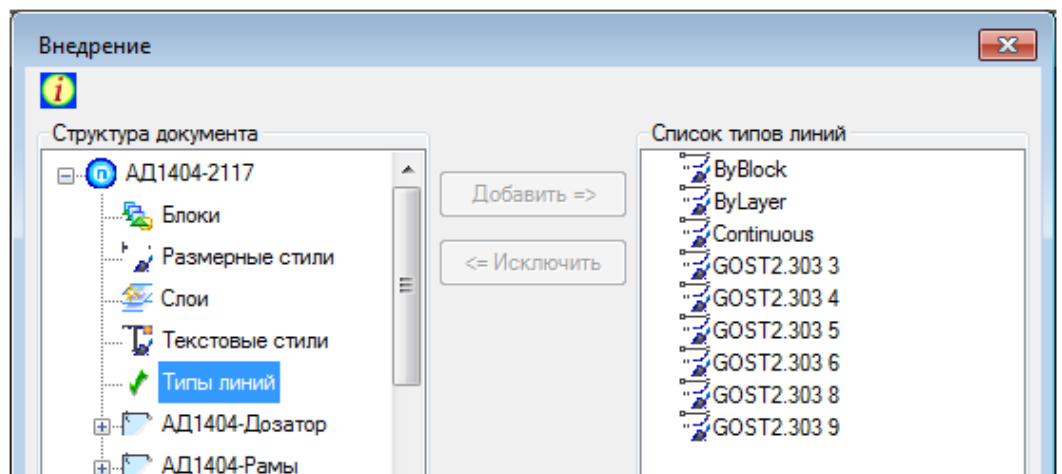 Внедрение
i
Структура документа
n АД1404-2117
Блоки
Размерные стили
Слои
Текстовые стили
Типы линий
АД1404-Дозатор
АД1404-Рамы
Добавить =>
<= Исключить
Список типов линий
ByBlock
ByLayer
Continuous
GOST2.303 3
GOST2.303 4
GOST2.303 5
GOST2.303 6
GOST2.303 8
GOST2.303 9